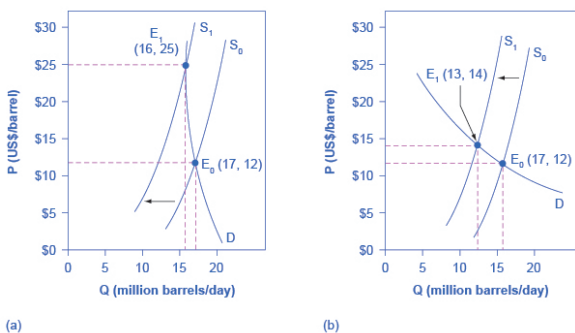 $30
$25
$20
$15
$10
$5
$0
P (US$/barrel)
E1
(16, 25)
S1
S0
E0 (17, 12)
D
0 5 10 15 20
Q (million barrels/day)
(a)
$30
$25
$20
$15
$10
$5
$0
P (US$/barrel)
S1
S0
E1 (13, 14)
E0 (17, 12)
D
0 5 10 15 20
Q (million barrels/day)
(b)